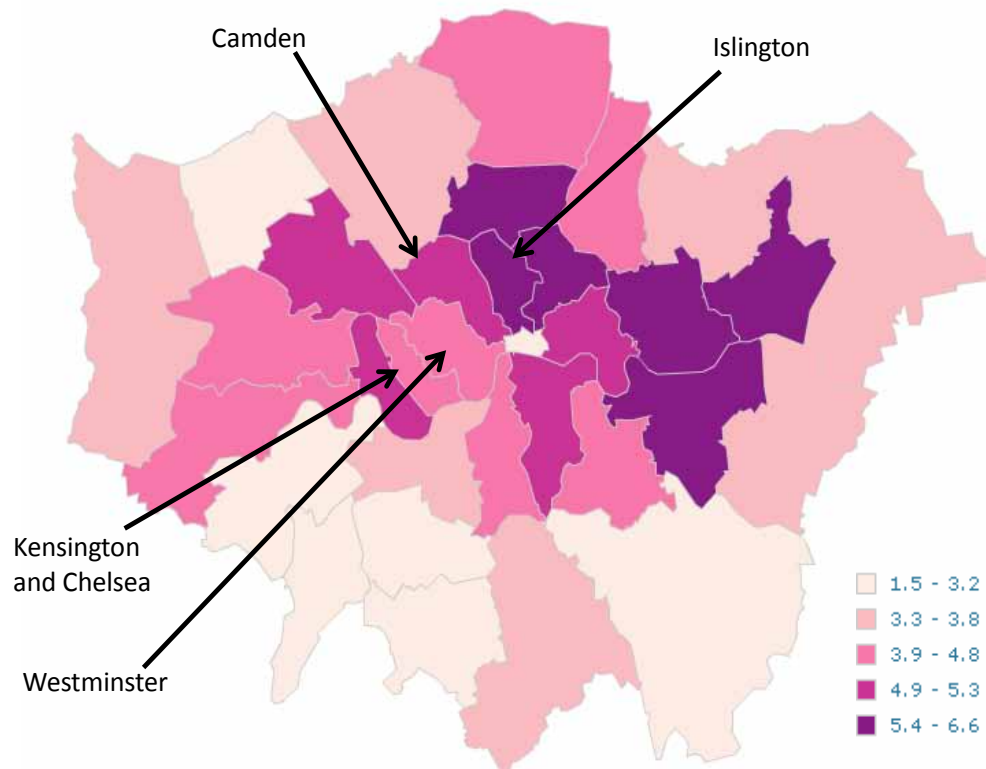 Camden
Islington
Kensington
and Chelsea
Westminster
1.5 - 3.2
3.3 - 3.8
3.9 - 4.8
4.9 - 5.3
5.4 - 6.6